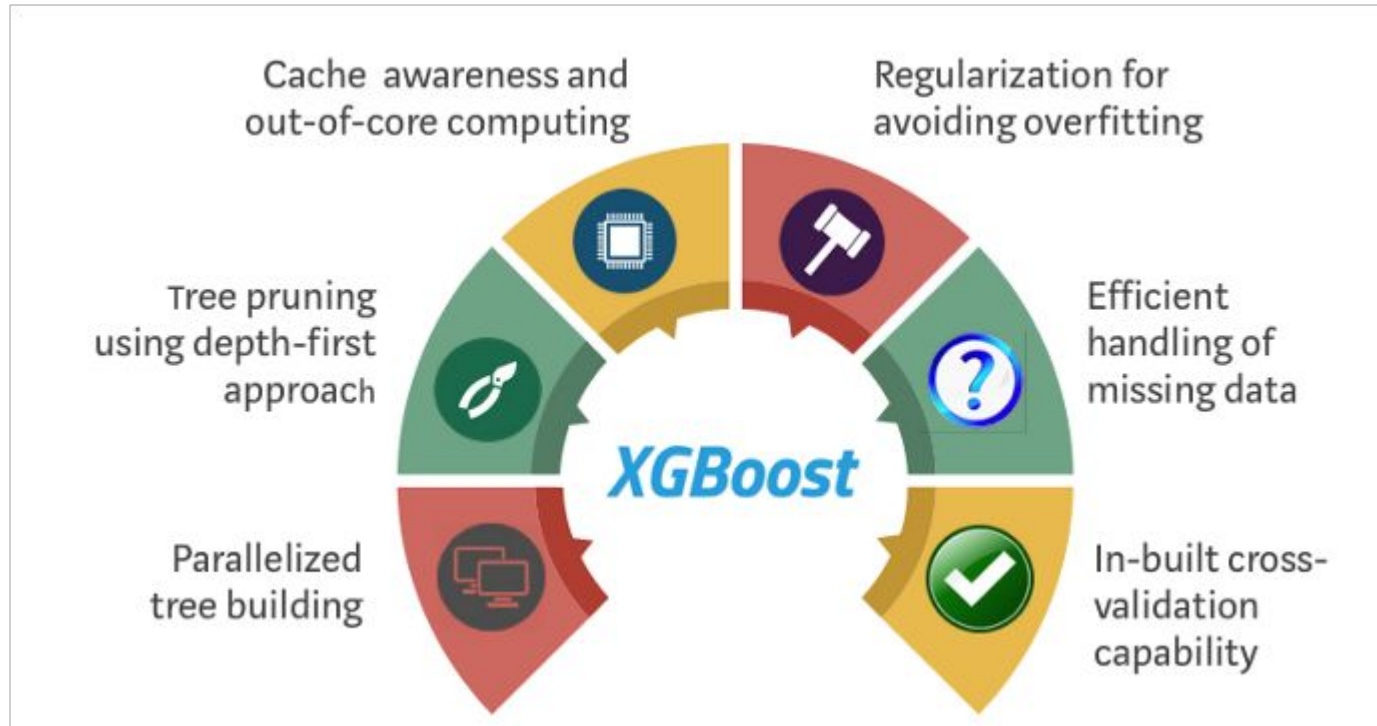 Cache awareness and
out-of-core computing
Regularization for
avoiding overfitting
Tree pruning
using depth-first
approach
Efficient
handling of
missing data
XGBoost
Parallelized
tree building
In-built cross-
validation
capability